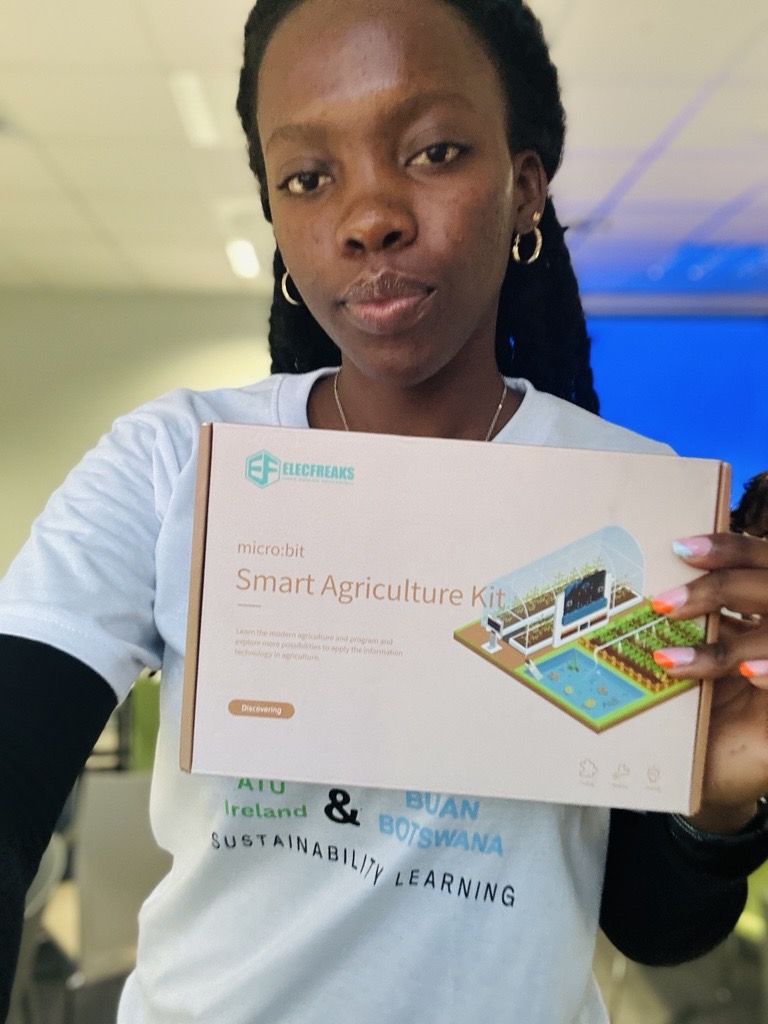 ELECFREAKS
micro:bit
Smart Agriculture Kit
Learn the modern agriculture and program and
explore more possibilities to apply the information
technology in agriculture.
Discovering
ATU
Ireland
&
BUAN
BOTSWANA
SUSTAINABILITY LEARNING